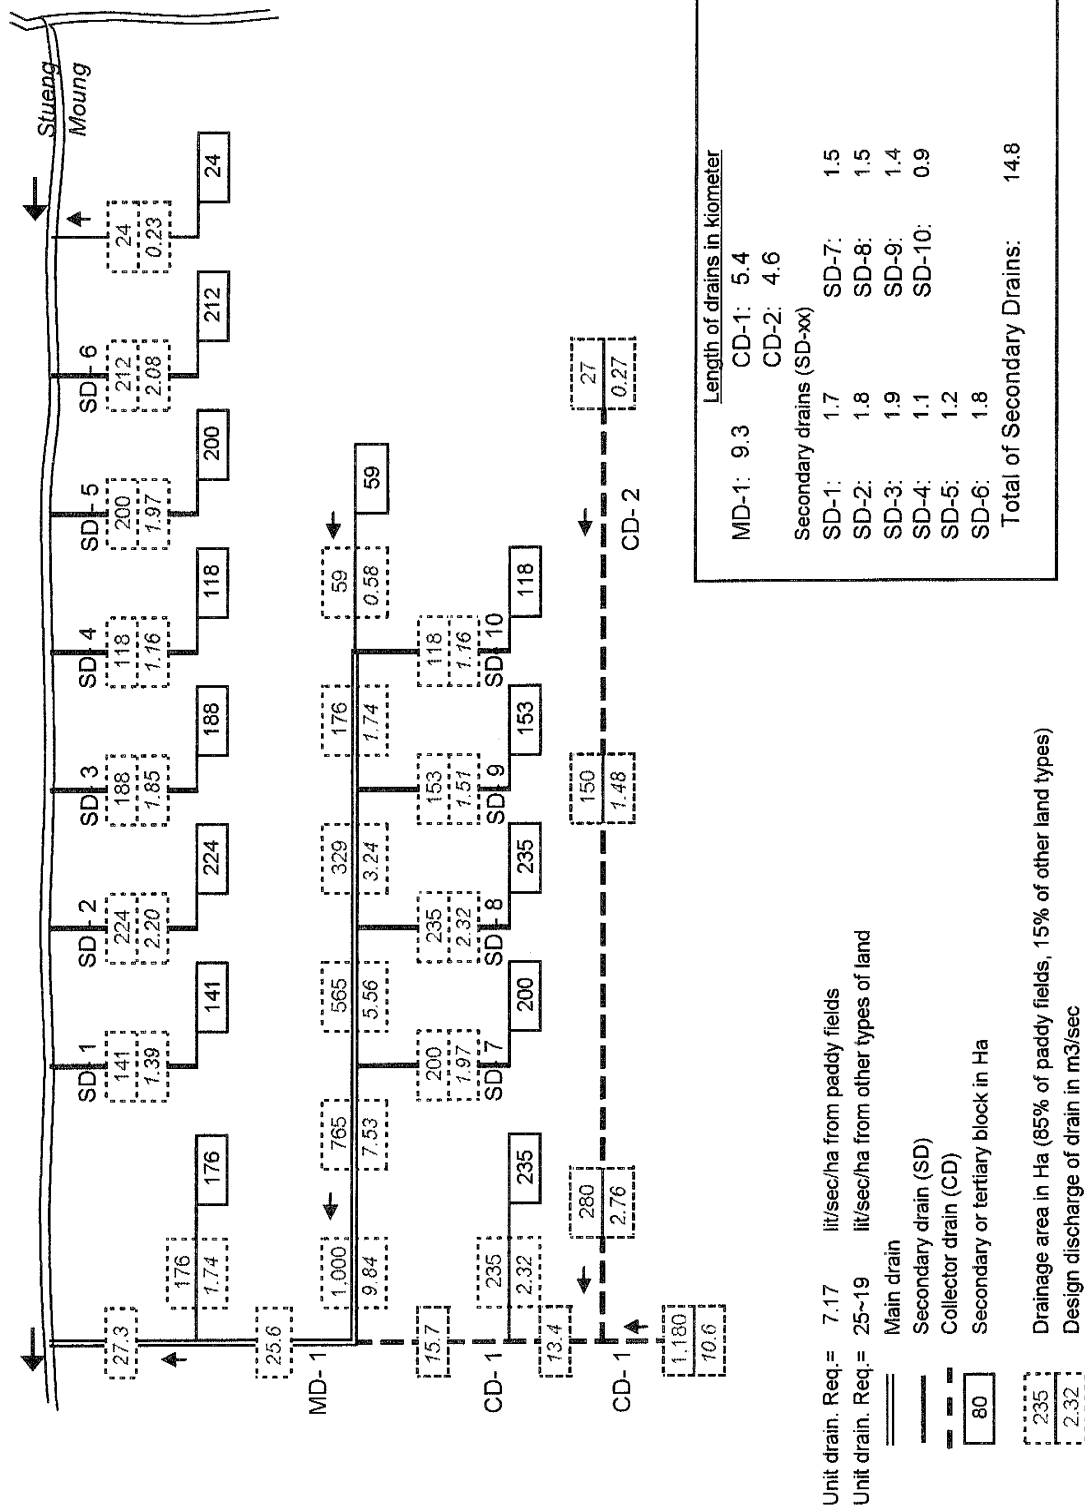 Stueng
Moung
SD - 1
141
1.39
141
SD - 2
224
2.20
224
SD - 3
188
1.85
188
SD - 4
118
1.16
118
SD - 5
200
1.97
200
SD - 6
212
2.08
212
24
0.23
24
27.3
176
1.74
176
25.6
MD - 1
1,000
9.84
765
7.53
565
5.56
329
3.24
176
1.74
59
0.58
59
15.7
CD - 1
13.4
235
2.32
235
200
1.97
SD - 7
200
235
2.32
SD - 8
235
153
1.51
SD - 9
153
118
1.16
SD - 10
118
CD - 1
1,180
10.6
280
2.76
150
1.48
27
0.27
CD - 2
Unit drain. Req.= 7.17 lit/sec/ha from paddy fields
Unit drain. Req.= 25~19 lit/sec/ha from other types of land
Main drain
Secondary drain (SD)
Collector drain (CD)
80 Secondary or tertiary block in Ha
235 Drainage area in Ha (85% of paddy fields, 15% of other land types)
2.32 Design discharge of drain in m3/sec
Length of drains in kiometer
MD-1: 9.3 CD-1: 5.4
CD-2: 4.6
Secondary drains (SD-xx)
SD-1: 1.7 SD-7: 1.5
SD-2: 1.8 SD-8: 1.5
SD-3: 1.9 SD-9: 1.4
SD-4: 1.1 SD-10: 0.9
SD-5: 1.2
SD-6: 1.8
Total of Secondary Drains: 14.8